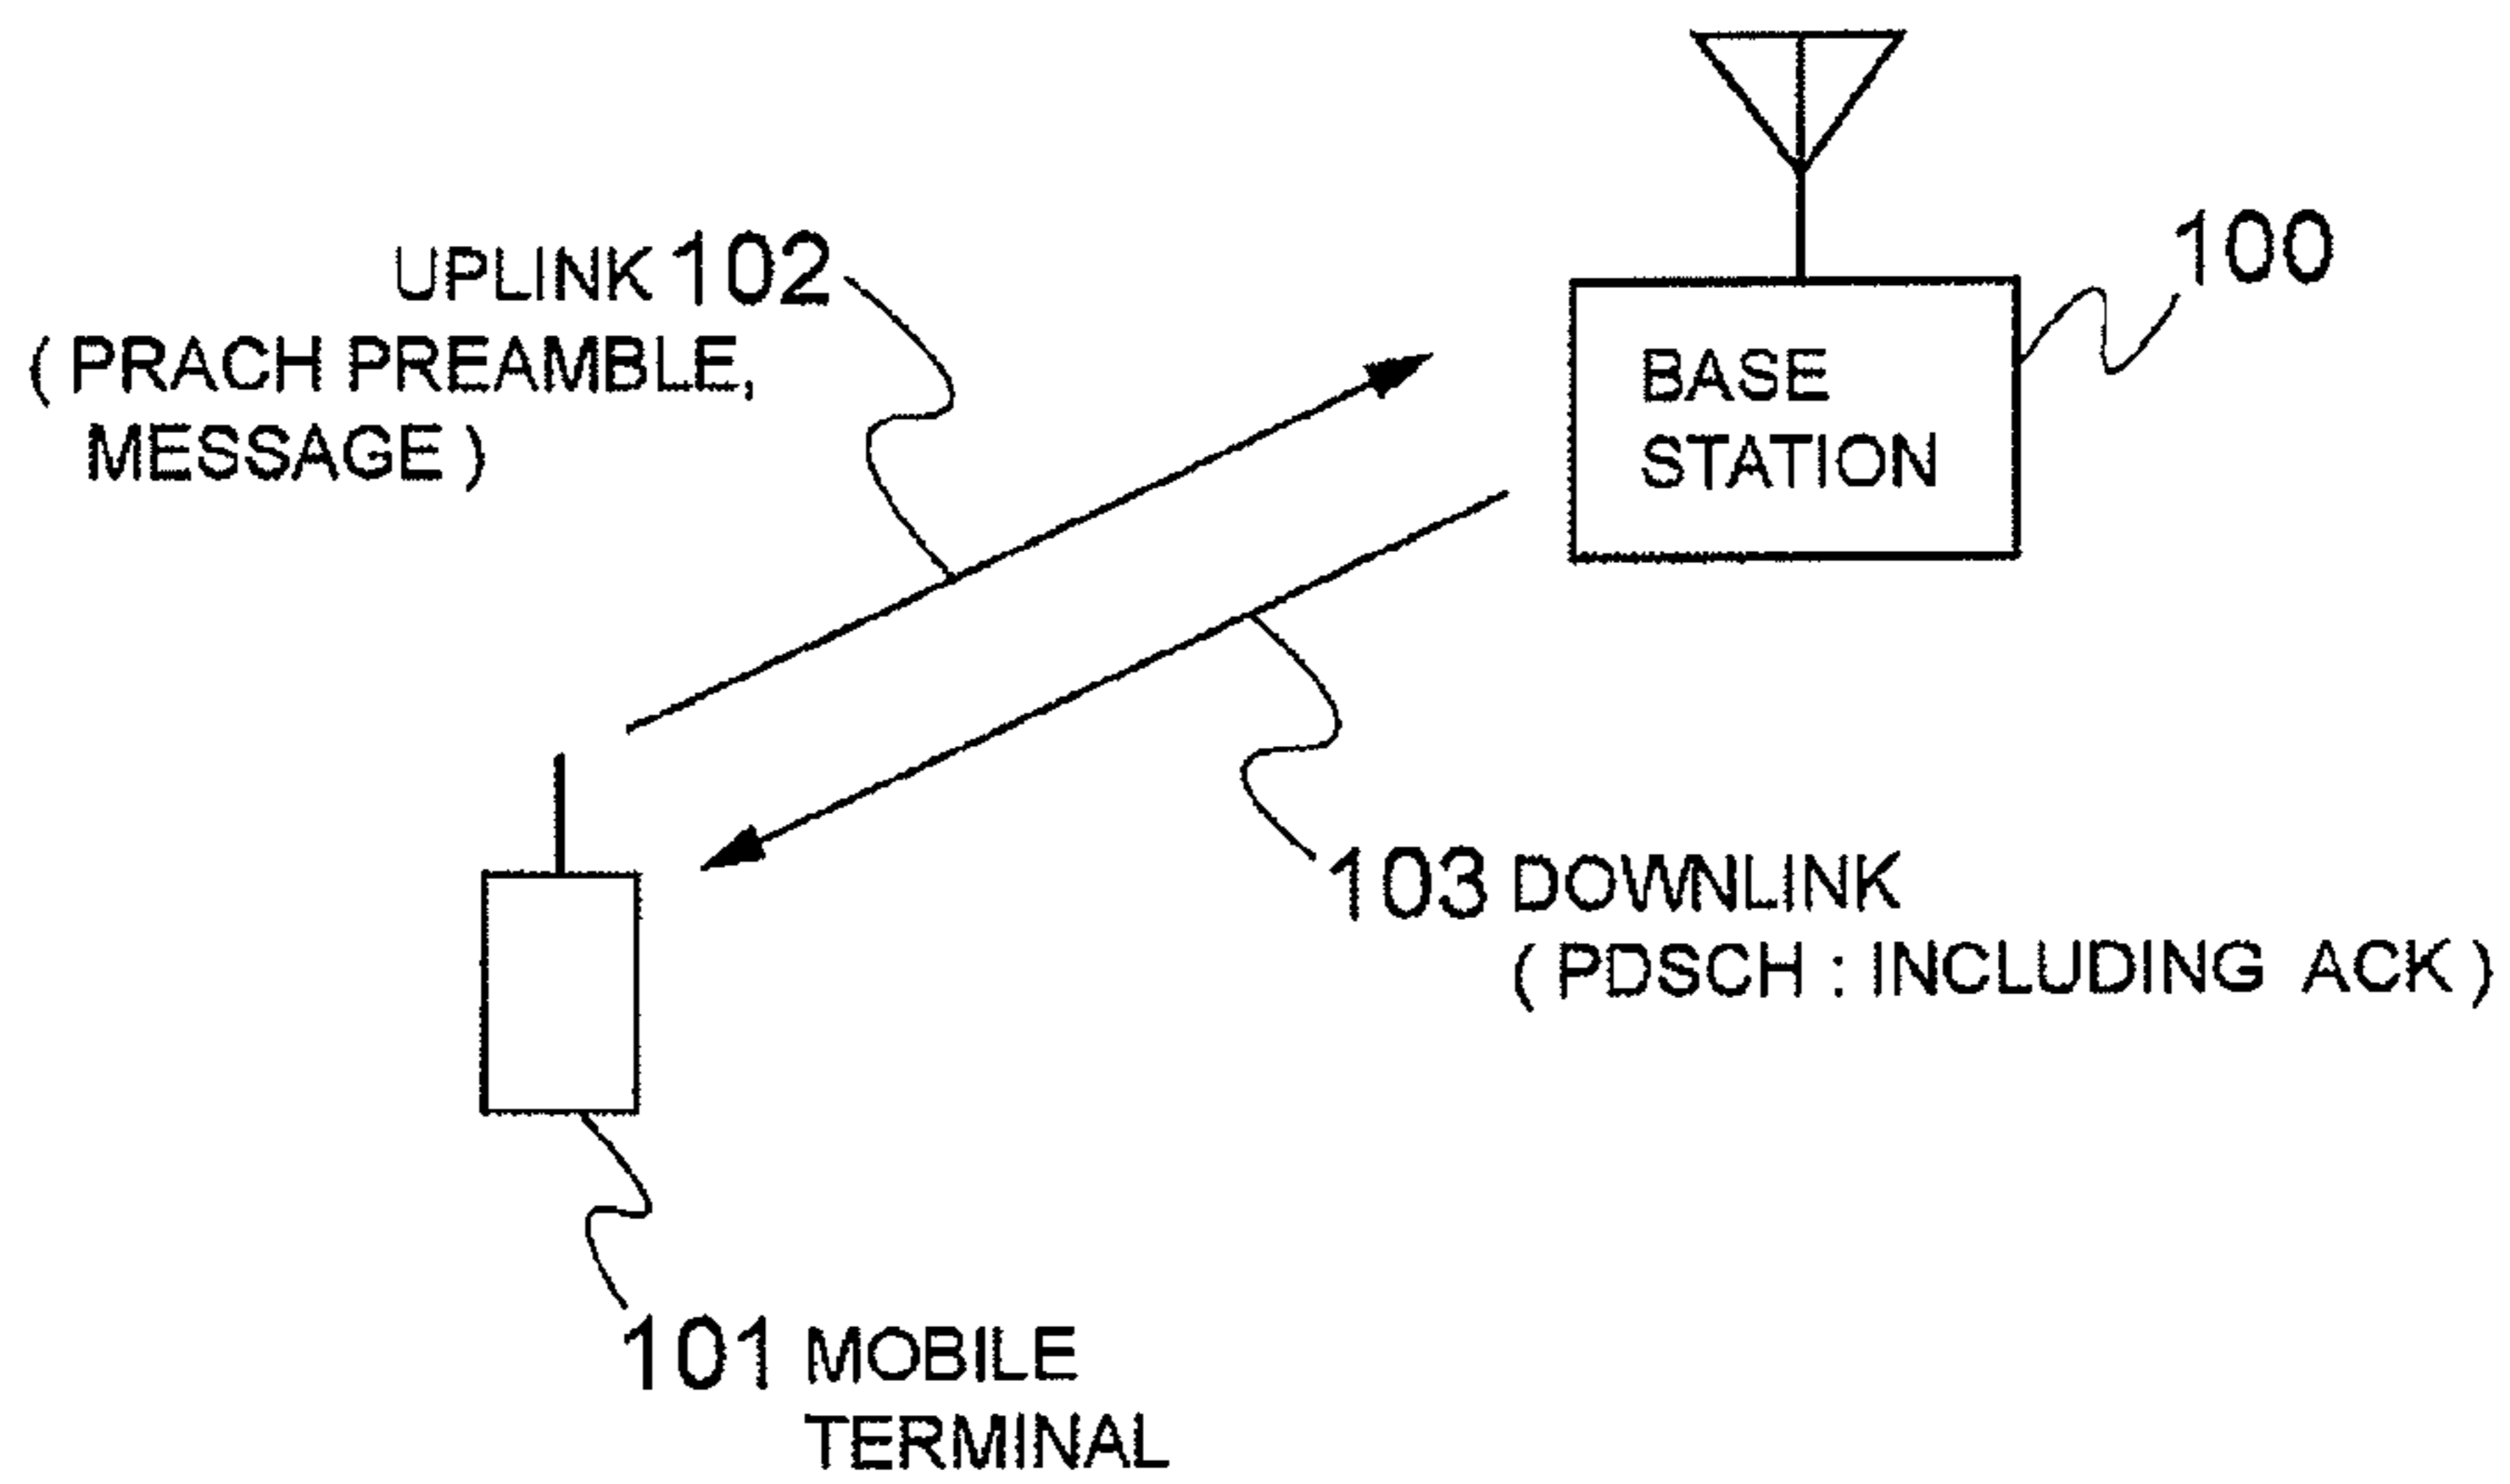 UPLINK 102
( PRACH PREAMBLE,
MESSAGE )
100
BASE
STATION
103 DOWNLINK
( PDSCH : INCLUDING ACK )
101 MOBILE
TERMINAL